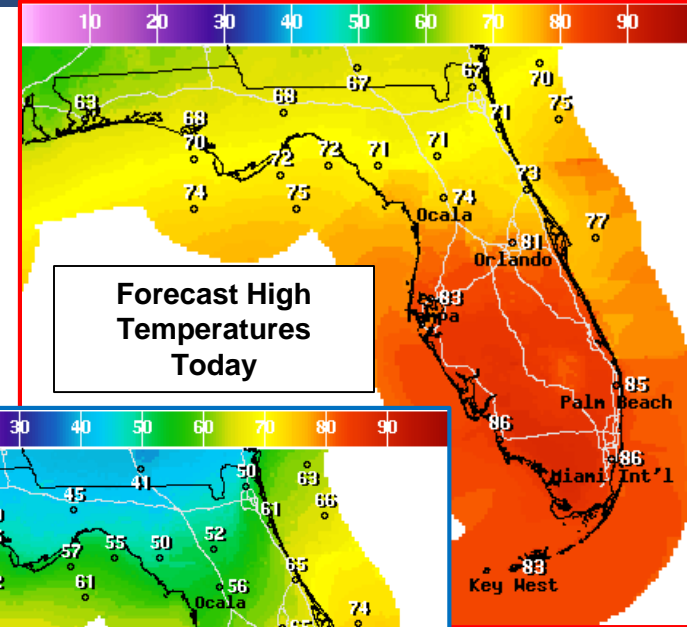 10 20 30 40 50 60 70 80 90
67 67 70
63 68 68 71 75
70 72 72 71 71
74 75 74 73
Ocala
77
81
Orlando
Forecast High
Temperatures
Today
83
Tampa
85
Palm Beach
86
86
Miami Int'l
83
Key West
30 40 50 60 70 80 90
41 50 63
45 61 66
57 55 50 52
61 56 65
Ocala
74